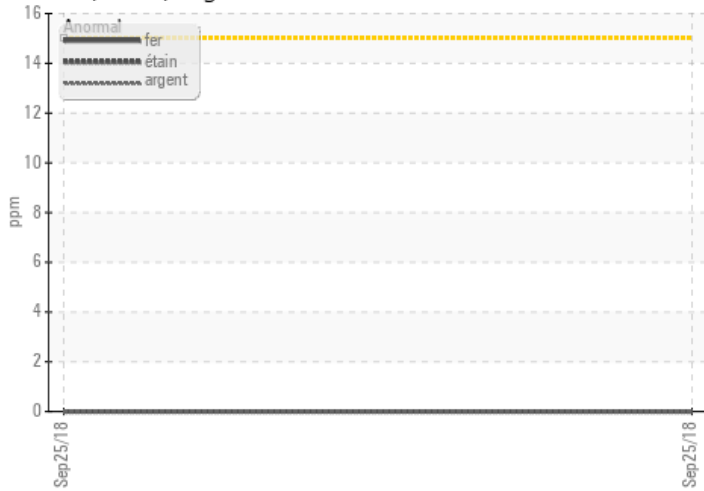 16
Anormal
fer
étain
argent
14
12
10
ppm
8
6
4
2
0
Sep25/18
Sep25/18